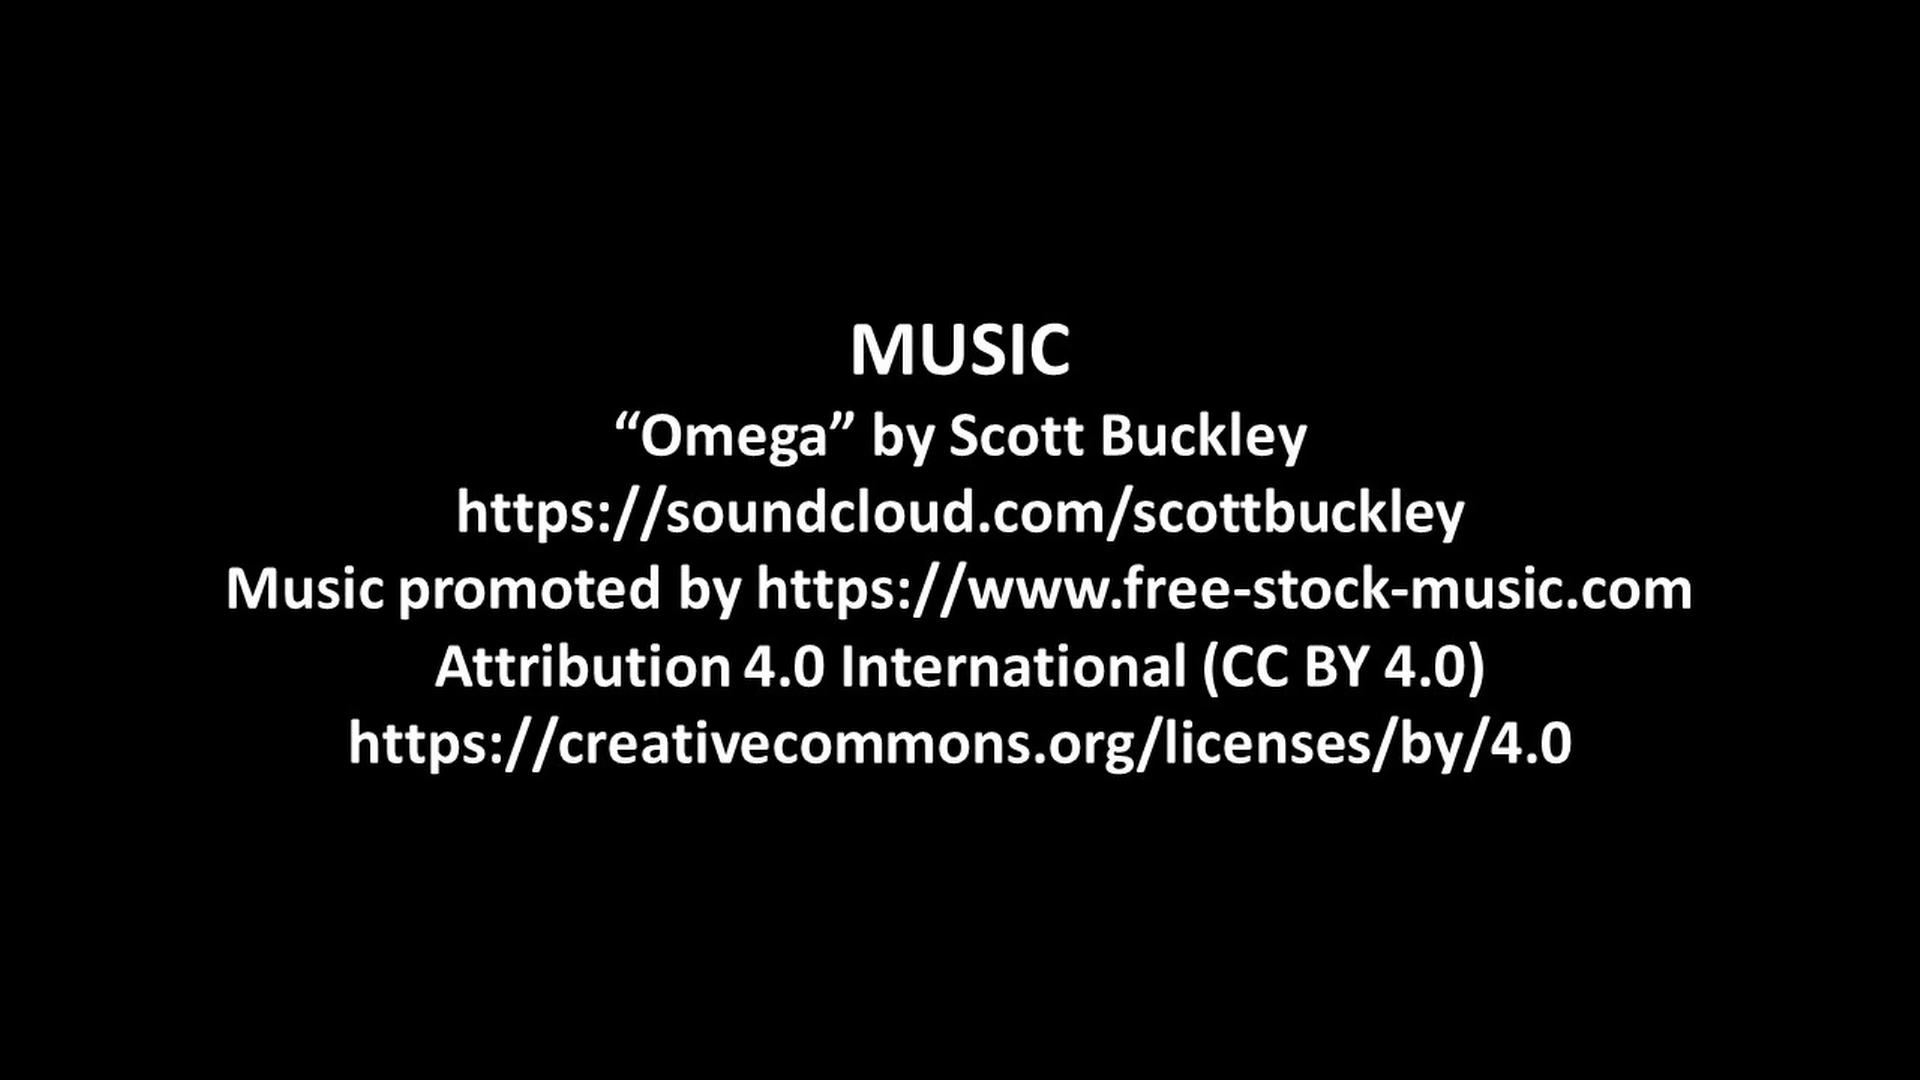 MUSIC
“Omega” by Scott Buckley
https://soundcloud.com/scottbuckley
Music promoted by https://www.free-stock-music.com
Attribution 4.0 International (CC BY 4.0)
https://creativecommons.org/licenses/by/4.0